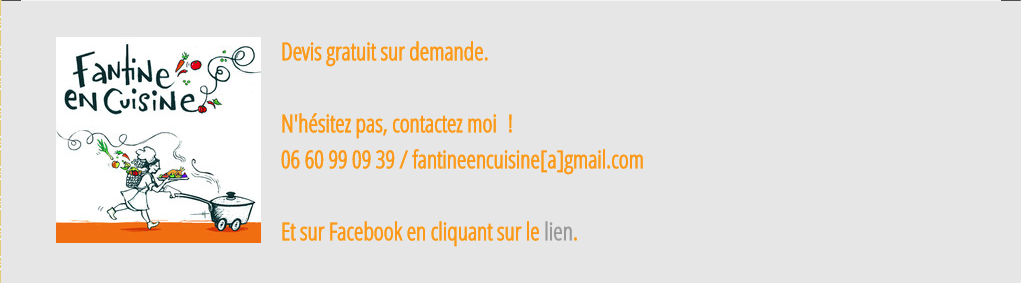 Fantine
en Cuisine
Devis gratuit sur demande.
N'hésitez pas, contactez moi !
06 60 99 09 39 / fantineencuisine[a]gmail.com
Et sur Facebook en cliquant sur le lien.